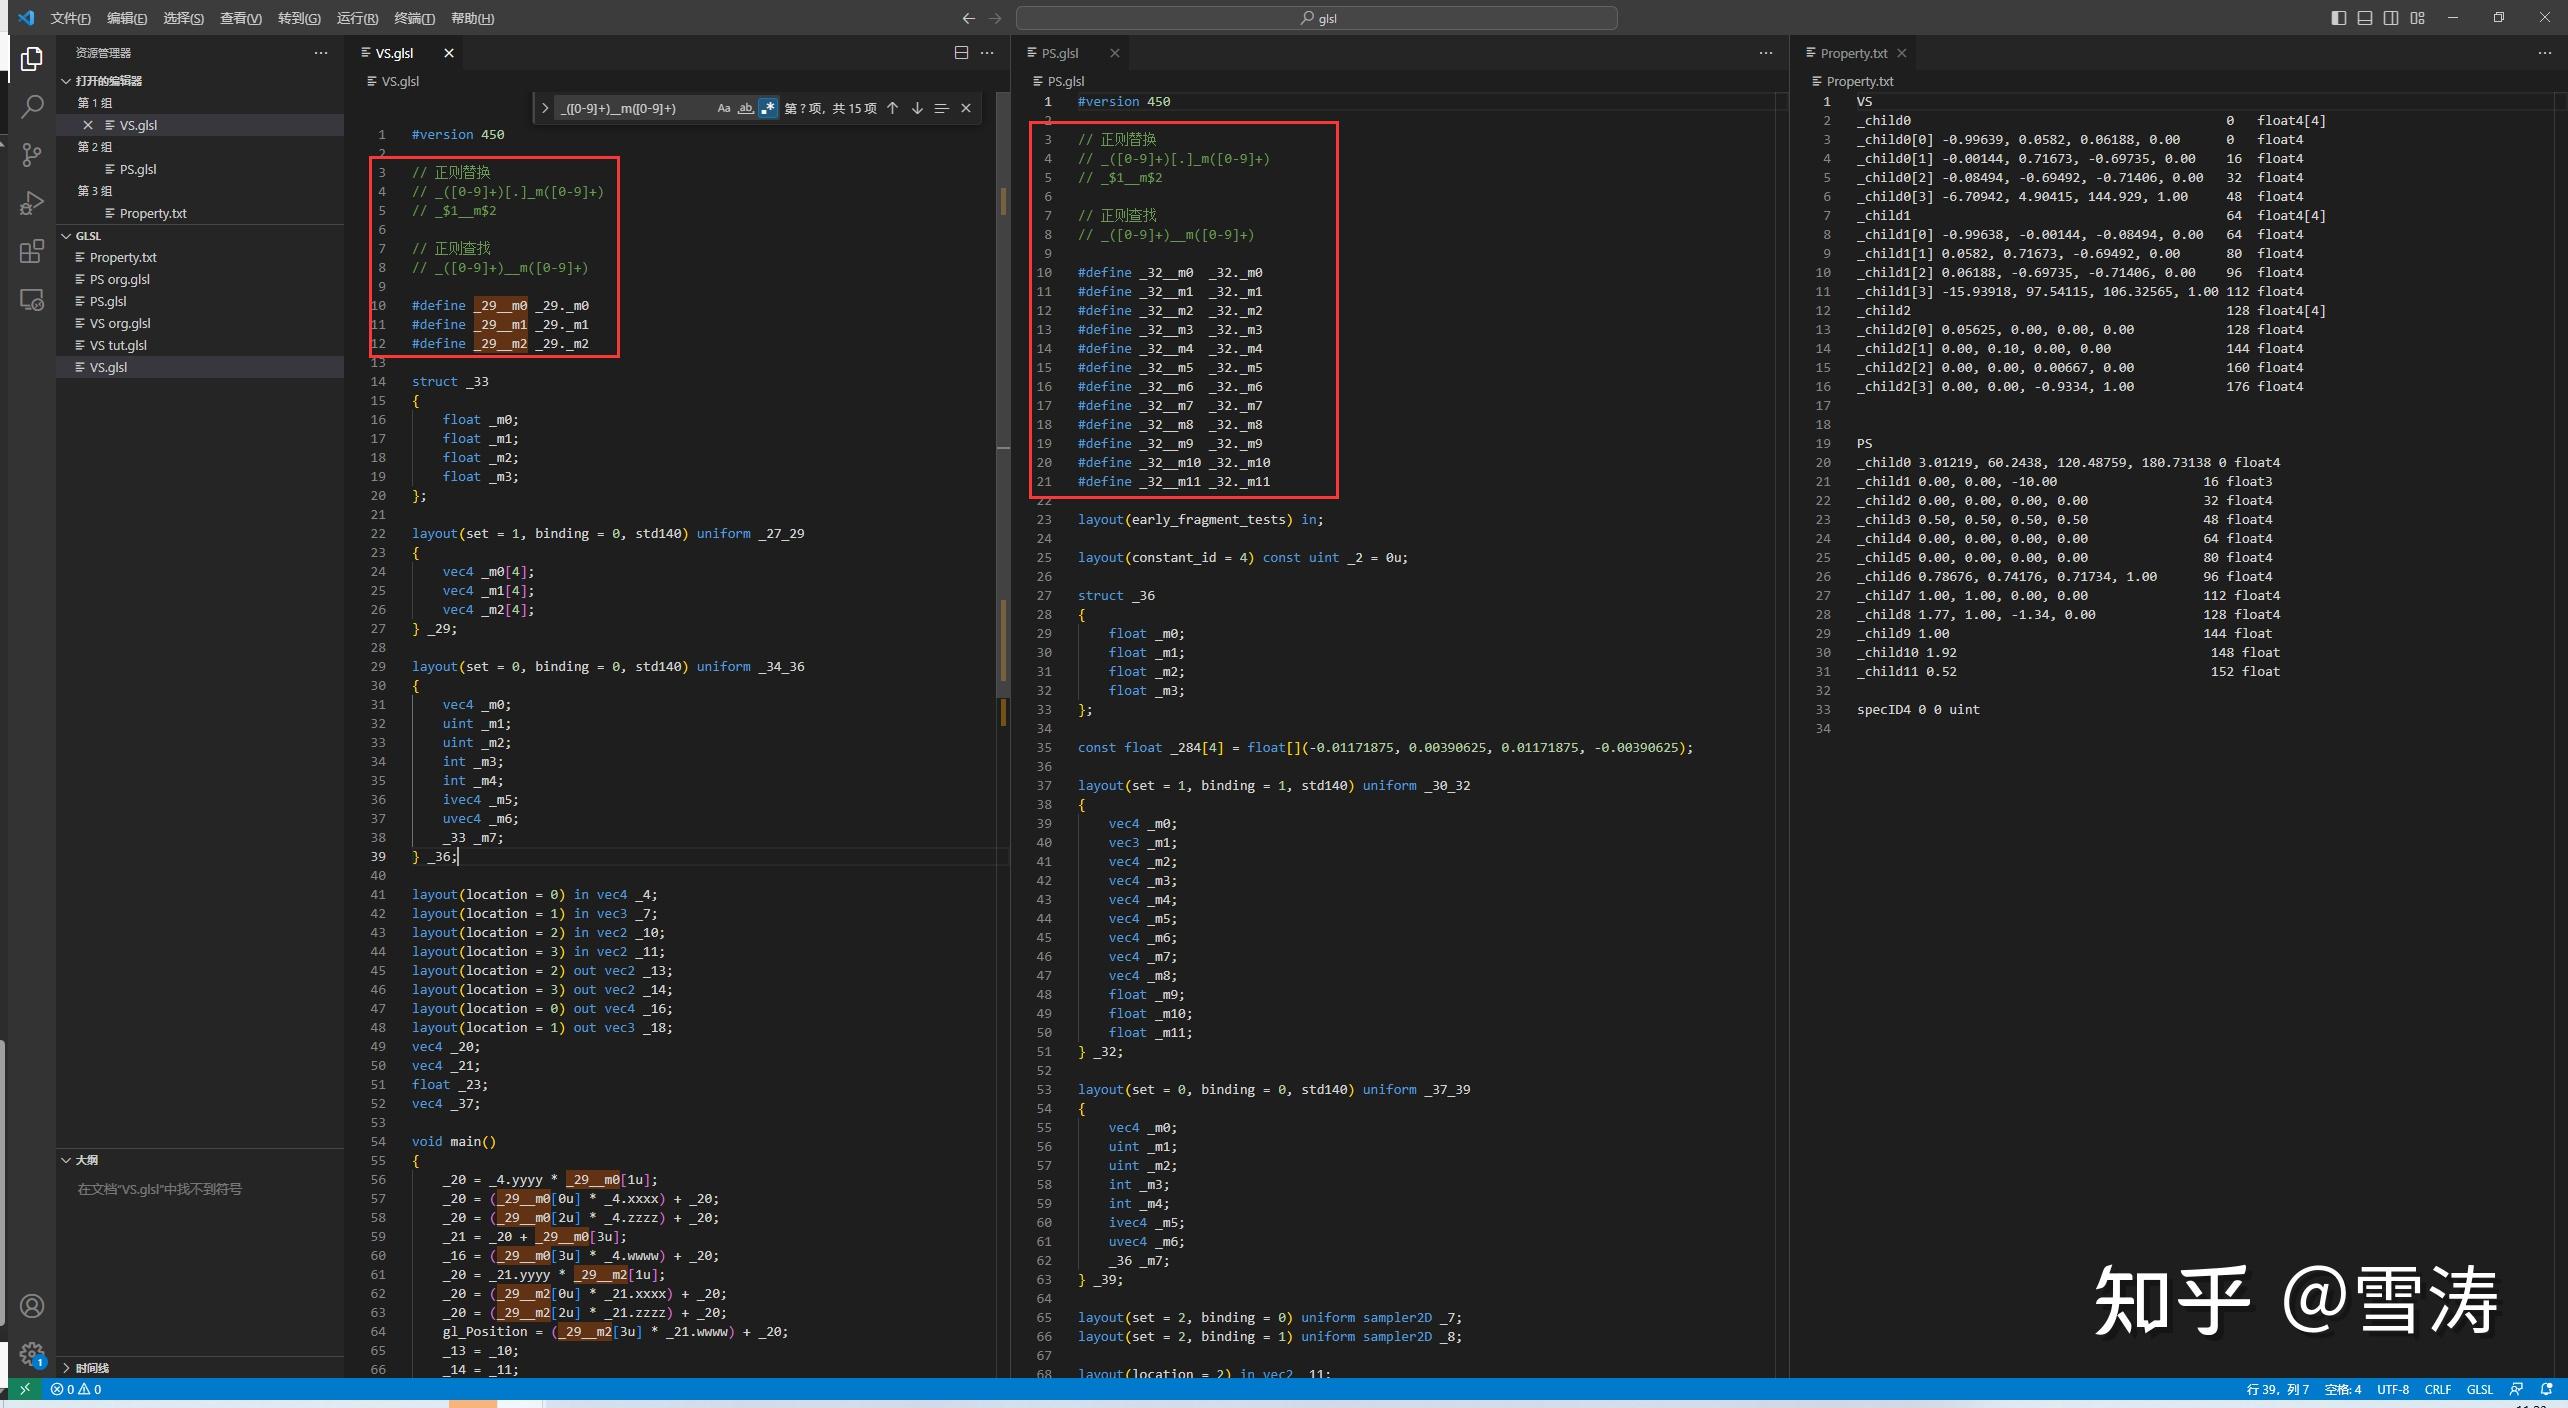 文件(F) 编辑(E) 选择(S) 查看(V) 转到(G) 运行(R) 终端(T) 帮助(H)
glsl
资源管理器
打开的编辑器
第 1 组
VS.glsl
第 2 组
PS.glsl
第 3 组
Property.txt
GLSL
Property.txt
PS org.glsl
PS.glsl
VS org.glsl
VS tut.glsl
VS.glsl
大纲
在文档"VS.glsl"中找不到符号
时间线
VS.glsl
VS.glsl
_([0-9]+)__m([0-9]+) Aa ab 第 ? 项，共 15 项
1 #version 450
2
3 // 正则替换
4 // _([0-9]+)[.]_m([0-9]+)
5 // _$1__m$2
6
7 // 正则查找
8 // _([0-9]+)__m([0-9]+)
9
10 #define _29__m0 _29._m0
11 #define _29__m1 _29._m1
12 #define _29__m2 _29._m2
13
14 struct _33
15 {
16 float _m0;
17 float _m1;
18 float _m2;
19 float _m3;
20 };
21
22 layout(set = 1, binding = 0, std140) uniform _27_29
23 {
24 vec4 _m0[4];
25 vec4 _m1[4];
26 vec4 _m2[4];
27 } _29;
28
29 layout(set = 0, binding = 0, std140) uniform _34_36
30 {
31 vec4 _m0;
32 uint _m1;
33 uint _m2;
34 int _m3;
35 int _m4;
36 ivec4 _m5;
37 uvec4 _m6;
38 _33 _m7;
39 } _36;
40
41 layout(location = 0) in vec4 _4;
42 layout(location = 1) in vec3 _7;
43 layout(location = 2) in vec2 _10;
44 layout(location = 3) in vec2 _11;
45 layout(location = 2) out vec2 _13;
46 layout(location = 3) out vec2 _14;
47 layout(location = 0) out vec4 _16;
48 layout(location = 1) out vec3 _18;
49 vec4 _20;
50 vec4 _21;
51 float _23;
52 vec4 _37;
53
54 void main()
55 {
56 _20 = _4.yyyy * _29__m0[1u];
57 _20 = (_29__m0[0u] * _4.xxxx) + _20;
58 _20 = (_29__m0[2u] * _4.zzzz) + _20;
59 _21 = _20 + _29__m0[3u];
60 _16 = (_29__m0[3u] * _4.wwww) + _20;
61 _20 = _21.yyyy * _29__m2[1u];
62 _20 = (_29__m2[0u] * _21.xxxx) + _20;
63 _20 = (_29__m2[2u] * _21.zzzz) + _20;
64 gl_Position = (_29__m2[3u] * _21.wwww) + _20;
65 _13 = _10;
66 _14 = _11;
PS.glsl
PS.glsl
1 #version 450
2
3 // 正则替换
4 // _([0-9]+)[.]_m([0-9]+)
5 // _$1__m$2
6
7 // 正则查找
8 // _([0-9]+)__m([0-9]+)
9
10 #define _32__m0 _32._m0
11 #define _32__m1 _32._m1
12 #define _32__m2 _32._m2
13 #define _32__m3 _32._m3
14 #define _32__m4 _32._m4
15 #define _32__m5 _32._m5
16 #define _32__m6 _32._m6
17 #define _32__m7 _32._m7
18 #define _32__m8 _32._m8
19 #define _32__m9 _32._m9
20 #define _32__m10 _32._m10
21 #define _32__m11 _32._m11
22
23 layout(early_fragment_tests) in;
24
25 layout(constant_id = 4) const uint _2 = 0u;
26
27 struct _36
28 {
29 float _m0;
30 float _m1;
31 float _m2;
32 float _m3;
33 };
34
35 const float _284[4] = float[](-0.01171875, 0.00390625, 0.01171875, -0.00390625);
36
37 layout(set = 1, binding = 1, std140) uniform _30_32
38 {
39 vec4 _m0;
40 vec3 _m1;
41 vec4 _m2;
42 vec4 _m3;
43 vec4 _m4;
44 vec4 _m5;
45 vec4 _m6;
46 vec4 _m7;
47 vec4 _m8;
48 float _m9;
49 float _m10;
50 float _m11;
51 } _32;
52
53 layout(set = 0, binding = 0, std140) uniform _37_39
54 {
55 vec4 _m0;
56 uint _m1;
57 uint _m2;
58 int _m3;
59 int _m4;
60 ivec4 _m5;
61 uvec4 _m6;
62 _36 _m7;
63 } _39;
64
65 layout(set = 2, binding = 0) uniform sampler2D _7;
66 layout(set = 2, binding = 1) uniform sampler2D _8;
67
68 layout(location = 2) in vec2 _11;
Property.txt
Property.txt
1 VS
2 _child0 0 float4[4]
3 _child0[0] -0.99639, 0.0582, 0.06188, 0.00 0 float4
4 _child0[1] -0.00144, 0.71673, -0.69735, 0.00 16 float4
5 _child0[2] -0.08494, -0.69492, -0.71406, 0.00 32 float4
6 _child0[3] -6.70942, 4.90415, 144.929, 1.00 48 float4
7 _child1 64 float4[4]
8 _child1[0] -0.99638, -0.00144, -0.08494, 0.00 64 float4
9 _child1[1] 0.0582, 0.71673, -0.69492, 0.00 80 float4
10 _child1[2] 0.06188, -0.69735, -0.71406, 0.00 96 float4
11 _child1[3] -15.93918, 97.54115, 106.32565, 1.00 112 float4
12 _child2 128 float4[4]
13 _child2[0] 0.05625, 0.00, 0.00, 0.00 128 float4
14 _child2[1] 0.00, 0.10, 0.00, 0.00 144 float4
15 _child2[2] 0.00, 0.00, 0.00667, 0.00 160 float4
16 _child2[3] 0.00, 0.00, -0.9334, 1.00 176 float4
17
18
19 PS
20 _child0 3.01219, 60.2438, 120.48759, 180.73138 0 float4
21 _child1 0.00, 0.00, -10.00 16 float3
22 _child2 0.00, 0.00, 0.00, 0.00 32 float4
23 _child3 0.50, 0.50, 0.50, 0.50 48 float4
24 _child4 0.00, 0.00, 0.00, 0.00 64 float4
25 _child5 0.00, 0.00, 0.00, 0.00 80 float4
26 _child6 0.78676, 0.74176, 0.71734, 1.00 96 float4
27 _child7 1.00, 1.00, 0.00, 0.00 112 float4
28 _child8 1.77, 1.00, -1.34, 0.00 128 float4
29 _child9 1.00 144 float
30 _child10 1.92 148 float
31 _child11 0.52 152 float
32
33 specID4 0 0 uint
34
知乎 @雪涛
1
0 0
行 39，列 7 空格: 4 UTF-8 CRLF GLSL